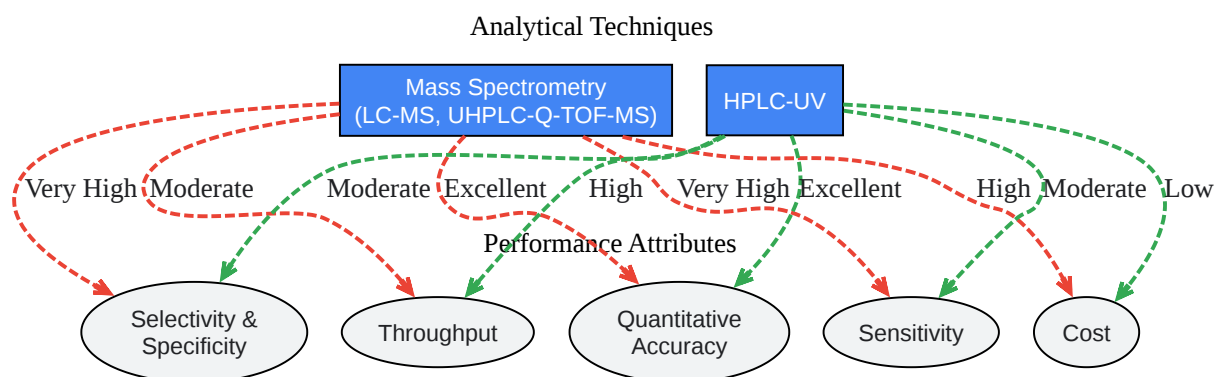 Analytical Techniques
Mass Spectrometry
(LC-MS, UHPLC-Q-TOF-MS)
HPLC-UV
Very High
Moderate
Moderate
Excellent
High
Very High
Excellent
High
Moderate
Low
Performance Attributes
Selectivity &
Specificity
Throughput
Quantitative
Accuracy
Sensitivity
Cost